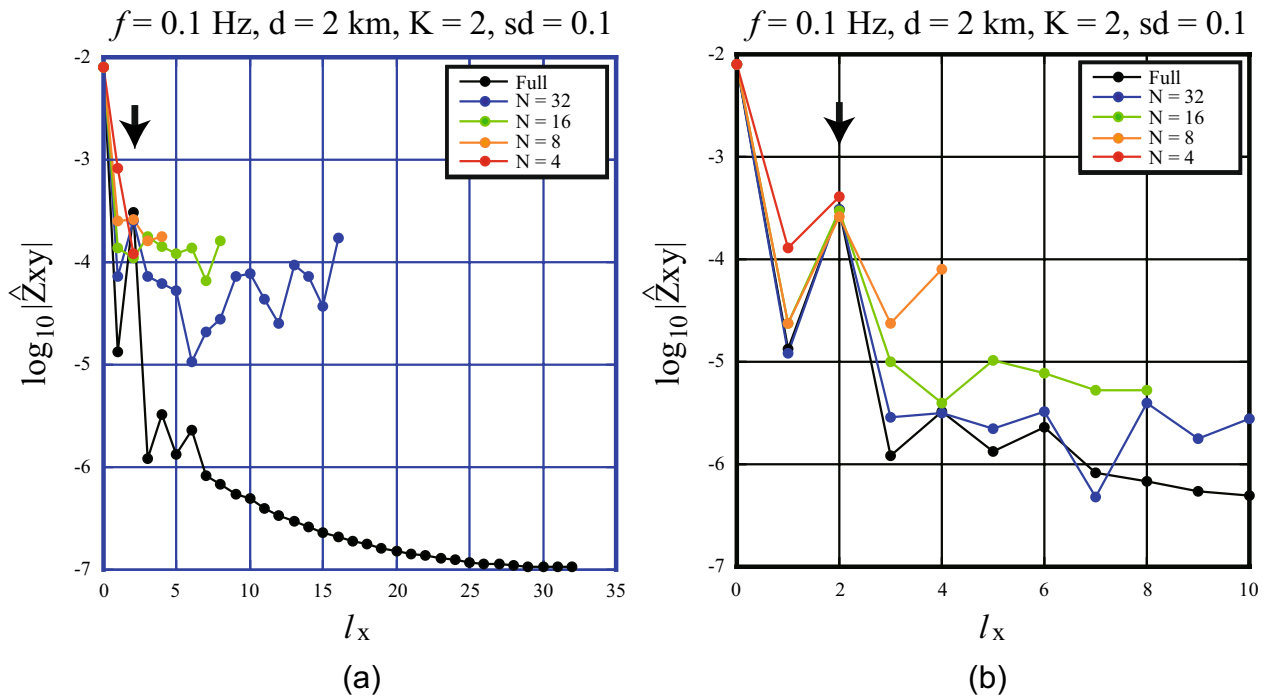 f = 0.1 Hz, d = 2 km, K = 2, sd = 0.1
-2
-3
-4
-5
-6
-7
log10|Ẑxy|
0 5 10 15 20 25 30 35
lx
Full
N = 32
N = 16
N = 8
N = 4
(a)
f = 0.1 Hz, d = 2 km, K = 2, sd = 0.1
-2
-3
-4
-5
-6
-7
log10|Ẑxy|
0 2 4 6 8 10
lx
Full
N = 32
N = 16
N = 8
N = 4
(b)